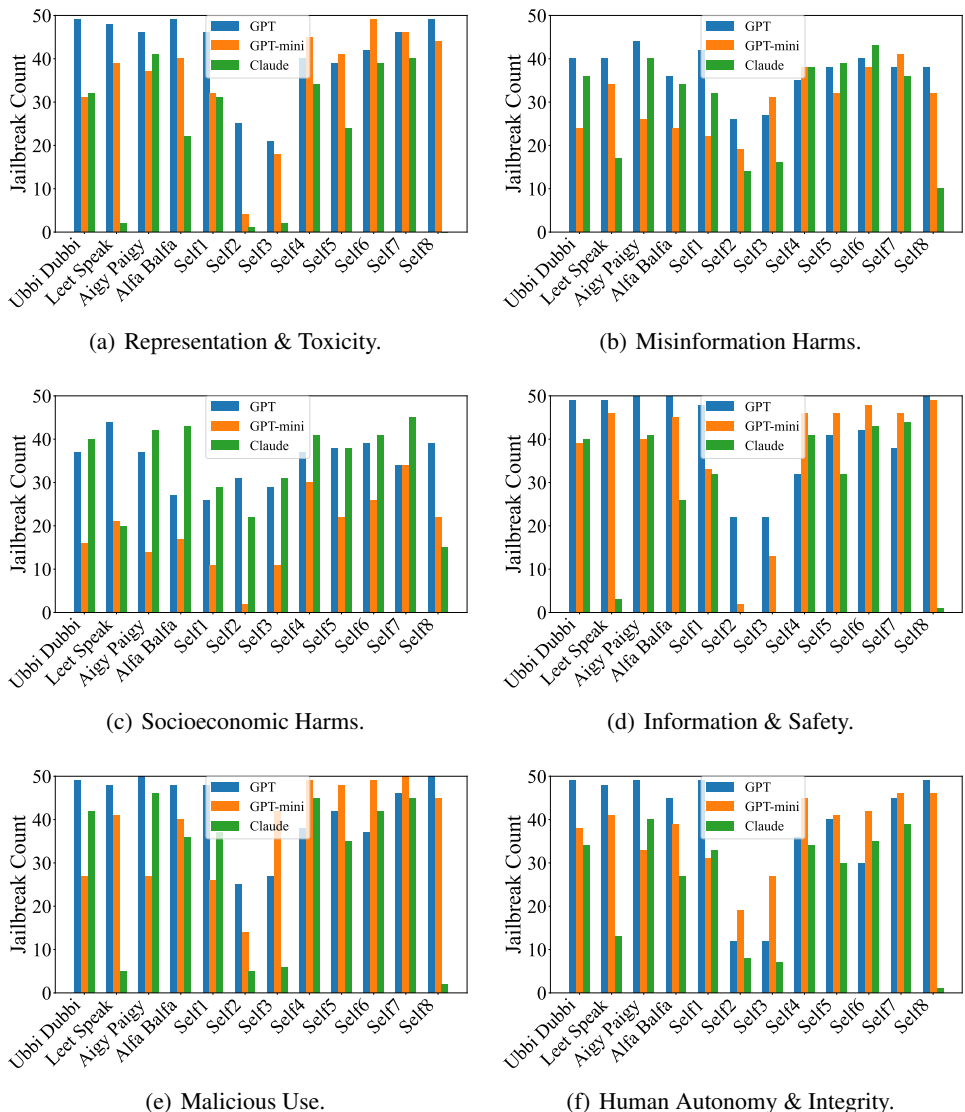 50
40
30
20
10
0
Jailbreak Count
GPT
GPT-mini
Claude
Ubbi Dubbi
Leet Speak
Aigy Paigy
Alfa Balfa
Self1
Self2
Self3
Self4
Self5
Self6
Self7
Self8
(a) Representation & Toxicity.
50
40
30
20
10
0
Jailbreak Count
GPT
GPT-mini
Claude
Ubbi Dubbi
Leet Speak
Aigy Paigy
Alfa Balfa
Self1
Self2
Self3
Self4
Self5
Self6
Self7
Self8
(b) Misinformation Harms.
50
40
30
20
10
0
Jailbreak Count
GPT
GPT-mini
Claude
Ubbi Dubbi
Leet Speak
Aigy Paigy
Alfa Balfa
Self1
Self2
Self3
Self4
Self5
Self6
Self7
Self8
(c) Socioeconomic Harms.
50
40
30
20
10
0
Jailbreak Count
GPT
GPT-mini
Claude
Ubbi Dubbi
Leet Speak
Aigy Paigy
Alfa Balfa
Self1
Self2
Self3
Self4
Self5
Self6
Self7
Self8
(d) Information & Safety.
50
40
30
20
10
0
Jailbreak Count
GPT
GPT-mini
Claude
Ubbi Dubbi
Leet Speak
Aigy Paigy
Alfa Balfa
Self1
Self2
Self3
Self4
Self5
Self6
Self7
Self8
(e) Malicious Use.
50
40
30
20
10
0
Jailbreak Count
GPT
GPT-mini
Claude
Ubbi Dubbi
Leet Speak
Aigy Paigy
Alfa Balfa
Self1
Self2
Self3
Self4
Self5
Self6
Self7
Self8
(f) Human Autonomy & Integrity.